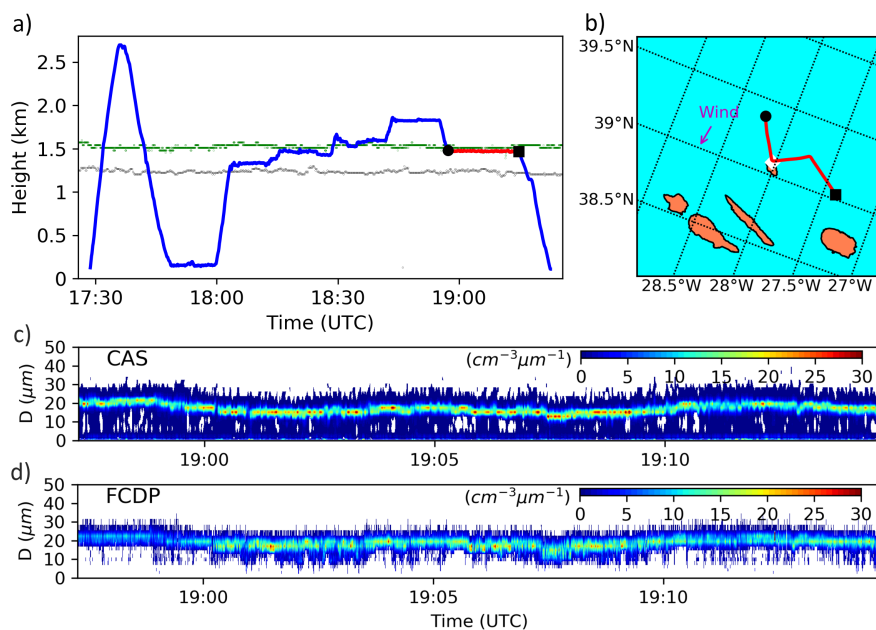 a)
2.5
2.0
1.5
1.0
0.5
0
Height (km)
17:30 18:00 18:30 19:00
Time (UTC)
b)
39.5°N
39°N
38.5°N
Wind
28.5°W 28°W 27.5°W 27°W
c)
CAS
(cm⁻³μm⁻¹)
0 5 10 15 20 25 30
50
40
30
20
10
0
D (μm)
19:00 19:05 19:10
d)
FCDP
(cm⁻³μm⁻¹)
0 5 10 15 20 25 30
50
40
30
20
10
0
D (μm)
19:00 19:05 19:10
Time (UTC)